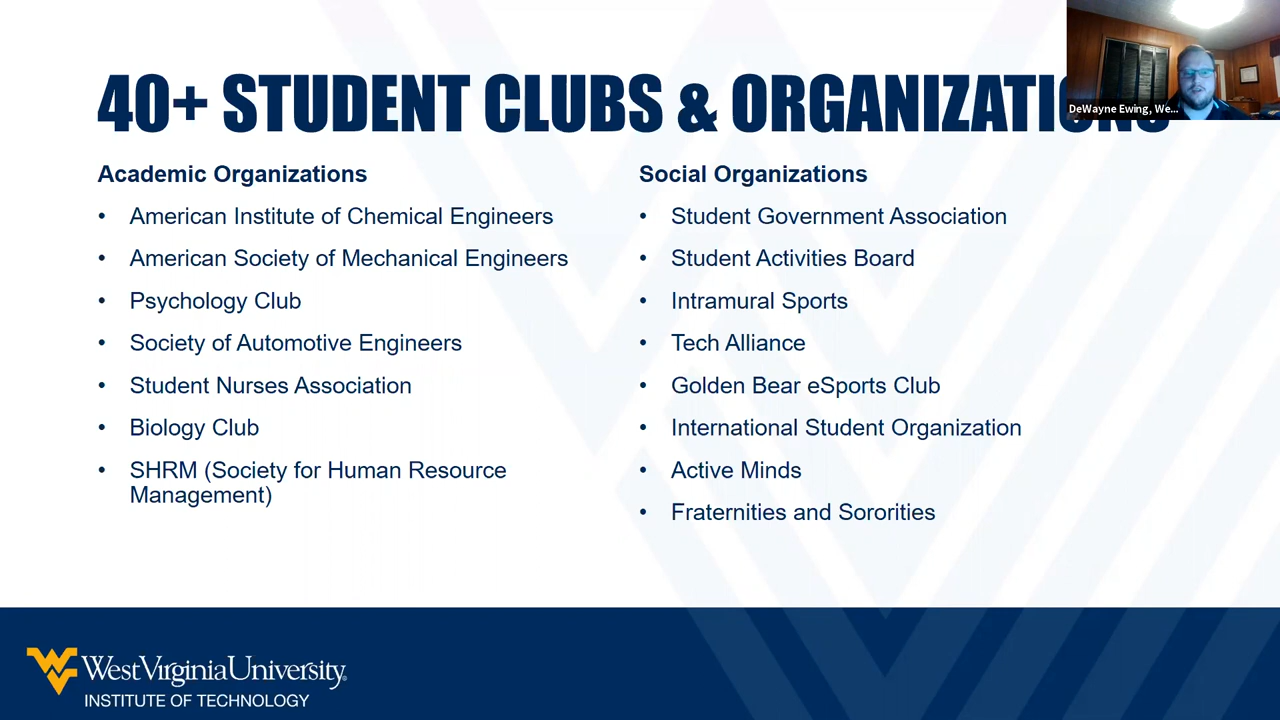 40+ STUDENT CLUBS & ORGANIZATIONS
DeWayne Ewing, We...
Academic Organizations
• American Institute of Chemical Engineers
• American Society of Mechanical Engineers
• Psychology Club
• Society of Automotive Engineers
• Student Nurses Association
• Biology Club
• SHRM (Society for Human Resource
Management)
Social Organizations
• Student Government Association
• Student Activities Board
• Intramural Sports
• Tech Alliance
• Golden Bear eSports Club
• International Student Organization
• Active Minds
• Fraternities and Sororities
WestVirginiaUniversity®
INSTITUTE OF TECHNOLOGY